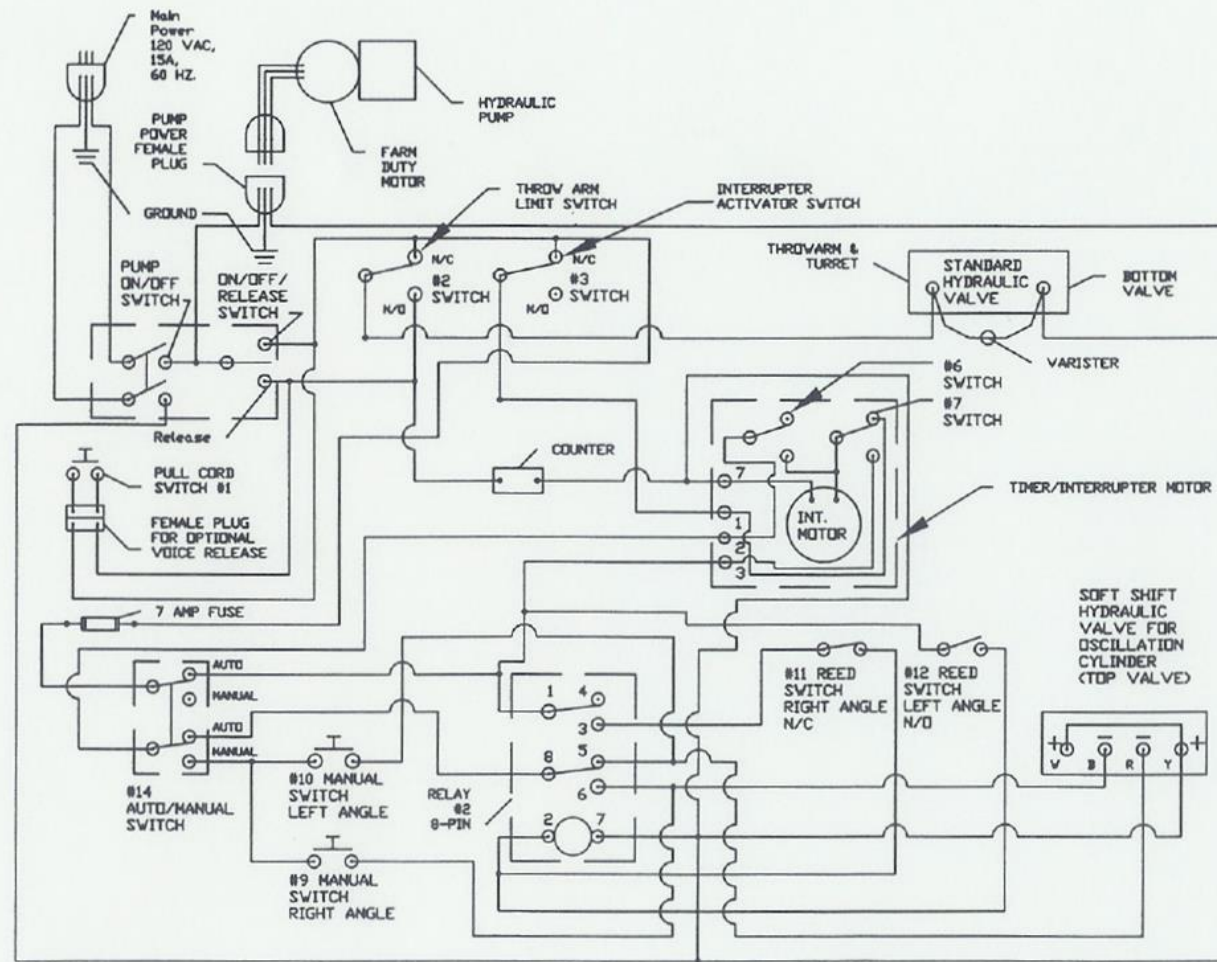 Main
Power
120 VAC,
15A,
60 HZ.
PUMP
POWER
FEMALE
PLUG
HYDRAULIC
PUMP
FARM
DUTY
MOTOR
GROUND
THROW ARM
LIMIT SWITCH
INTERRUPTER
ACTIVATOR SWITCH
PUMP
ON/OFF
SWITCH
ON/OFF/
RELEASE
SWITCH
N/C
#2
SWITCH
N/O
N/C
#3
SWITCH
N/O
THROWARM &
TURRET
STANDARD
HYDRAULIC
VALVE
BOTTOM
VALVE
VARISTER
#6
SWITCH
#7
SWITCH
Release
PULL CORD
SWITCH #1
COUNTER
7
1
2
3
INT.
MOTOR
TIMER/INTERRUPTER MOTOR
FEMALE PLUG
FOR OPTIONAL
VOICE RELEASE
7 AMP FUSE
SOFT SHIFT
HYDRAULIC
VALVE FOR
OSCILLATION
CYLINDER
(TOP VALVE)
AUTO
MANUAL
AUTO
MANUAL
#14
AUTO/MANUAL
SWITCH
#10 MANUAL
SWITCH
LEFT ANGLE
#9 MANUAL
SWITCH
RIGHT ANGLE
RELAY
#2
8-PIN
1
4
3
8
5
6
2
7
#11 REED
SWITCH
RIGHT ANGLE
N/C
#12 REED
SWITCH
LEFT ANGLE
N/O
+ - - +
W B R Y